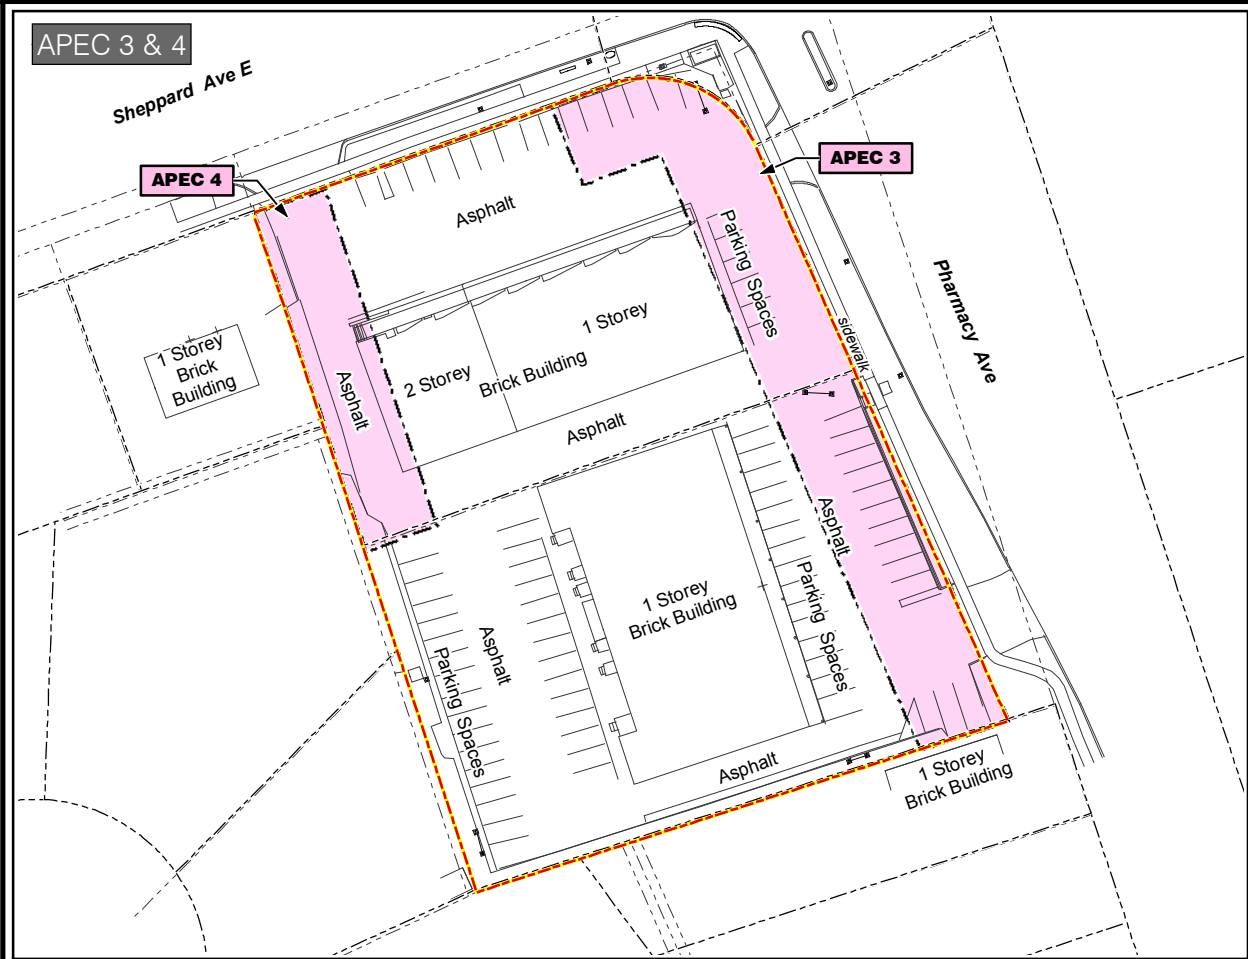 APEC 3 & 4
Sheppard Ave E
APEC 4
APEC 3
Asphalt
Parking Spaces
Pharmacy Ave
sidewalk
1 Storey
Brick
Building
Asphalt
2 Storey
1 Storey
Brick Building
Asphalt
Asphalt
Parking Spaces
1 Storey
Brick Building
Asphalt
Parking Spaces
Asphalt
1 Storey
Brick Building